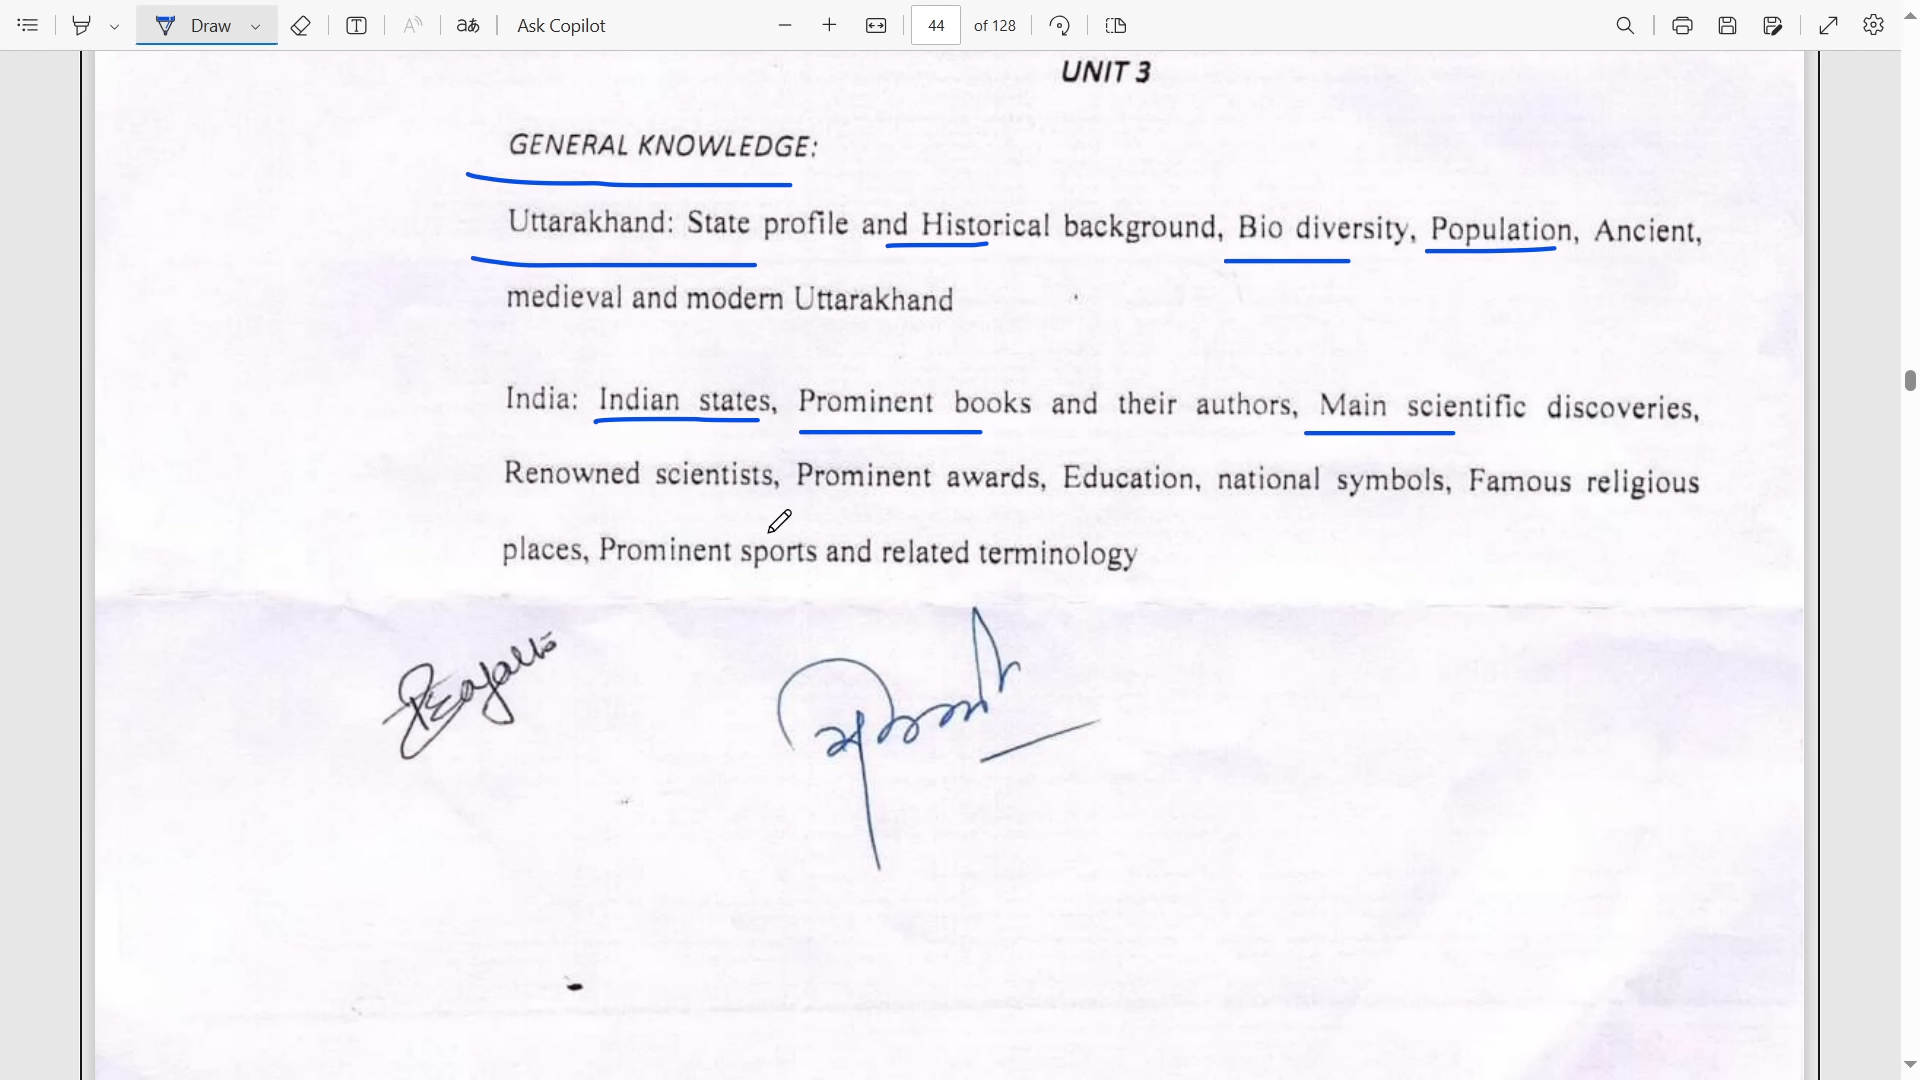 Draw
Ask Copilot
44 of 128
UNIT 3
GENERAL KNOWLEDGE:
Uttarakhand: State profile and Historical background, Bio diversity, Population, Ancient,
medieval and modern Uttarakhand
India: Indian states, Prominent books and their authors, Main scientific discoveries,
Renowned scientists, Prominent awards, Education, national symbols, Famous religious
places, Prominent sports and related terminology